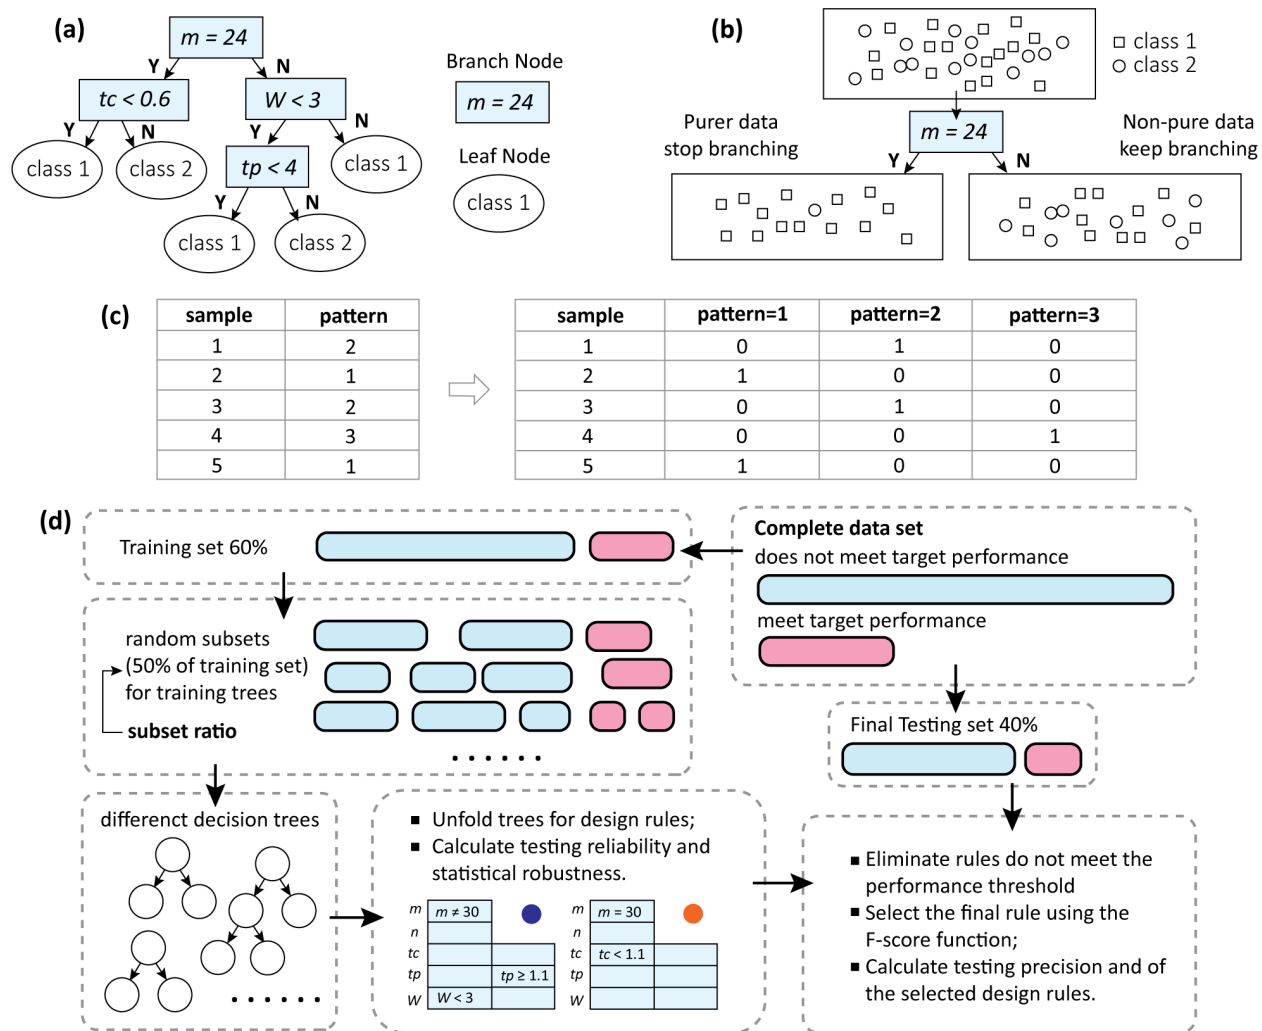 (a)
m = 24
Y
N
tc < 0.6
W < 3
Y
N
Y
N
class 1
class 2
tp < 4
class 1
Y
N
class 1
class 2
Branch Node
m = 24
Leaf Node
class 1
(b)
class 1
class 2
Purer data
stop branching
m = 24
Non-pure data
keep branching
Y
N
(c)
sample pattern
1 2
2 1
3 2
4 3
5 1
sample pattern=1 pattern=2 pattern=3
1 0 1 0
2 1 0 0
3 0 1 0
4 0 0 1
5 1 0 0
(d)
Training set 60%
Complete data set
does not meet target performance
meet target performance
random subsets
(50% of training set)
for training trees
subset ratio
......
Final Testing set 40%
differenct decision trees
......
▪ Unfold trees for design rules;
▪ Calculate testing reliability and
statistical robustness.
m m ≠ 30
n
tc
tp tp ≥ 1.1
W W < 3
m m = 30
n
tc tc < 1.1
tp
W
▪ Eliminate rules do not meet the
performance threshold
▪ Select the final rule using the
F-score function;
▪ Calculate testing precision and of
the selected design rules.